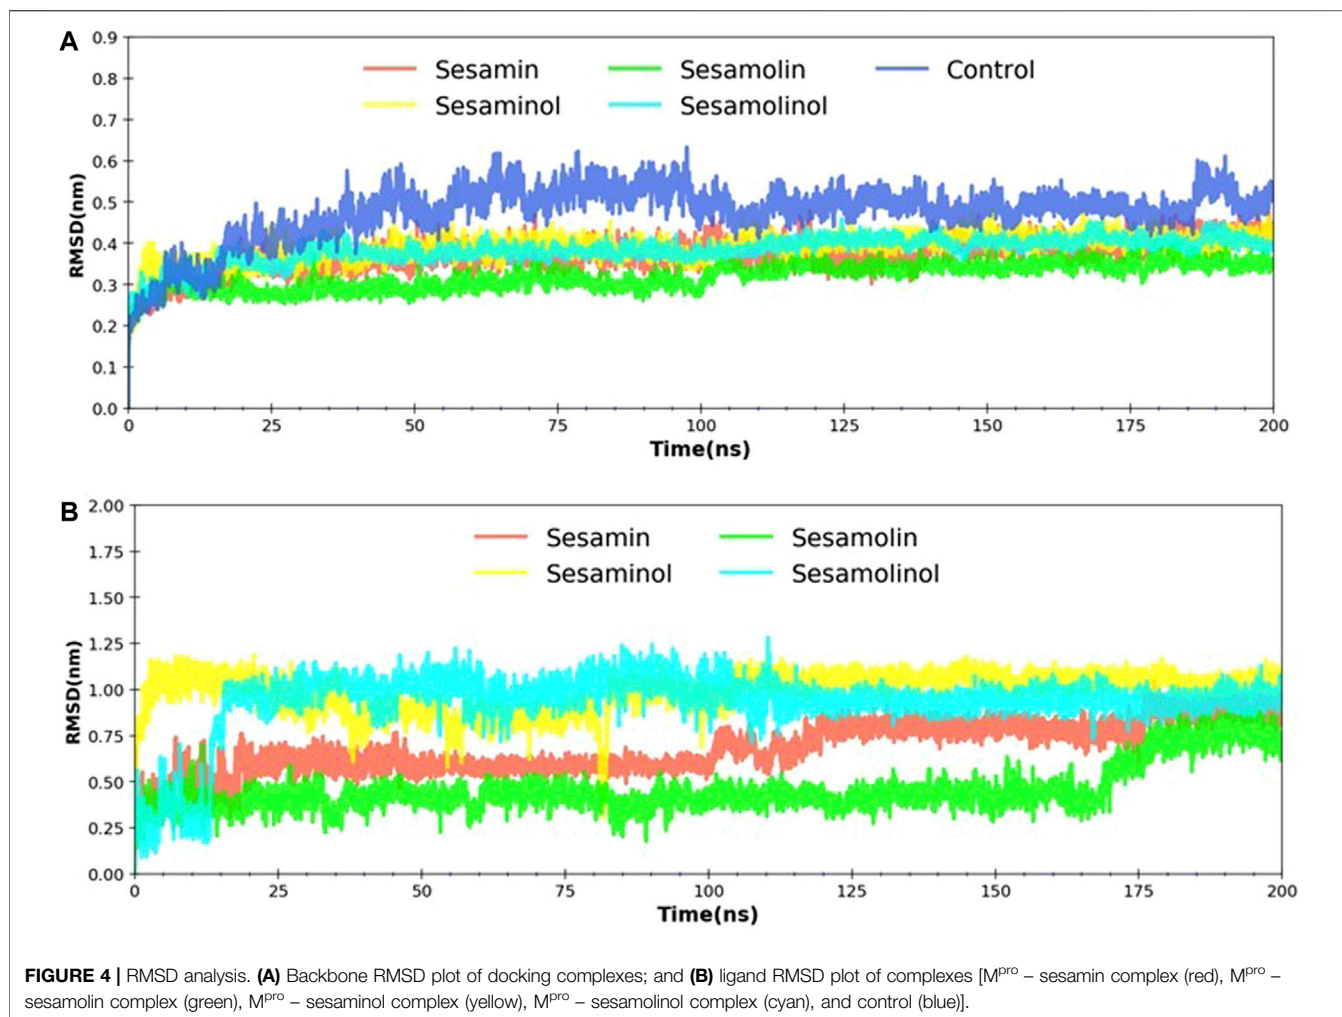 A
Sesamin Sesamolin Control
Sesaminol Sesamolinol
0.9
0.8
0.7
0.6
0.5
0.4
0.3
0.2
0.1
0.0
RMSD(nm)
0 25 50 75 100 125 150 175 200
Time(ns)
B
Sesamin Sesamolin
Sesaminol Sesamolinol
2.00
1.75
1.50
1.25
1.00
0.75
0.50
0.25
0.00
RMSD(nm)
0 25 50 75 100 125 150 175 200
Time(ns)
FIGURE 4 | RMSD analysis. (A) Backbone RMSD plot of docking complexes; and (B) ligand RMSD plot of complexes [Mpro – sesamin complex (red), Mpro –
sesamolin complex (green), Mpro – sesaminol complex (yellow), Mpro – sesamolinol complex (cyan), and control (blue)].